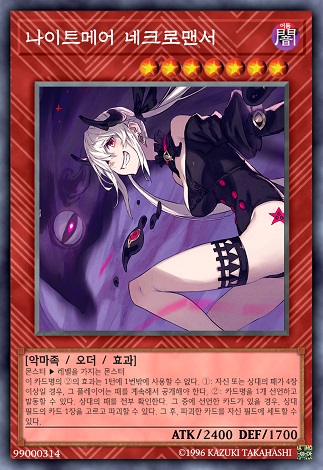 나이트메어 네크로맨서
어둠
闇
[악마족 / 오더 / 효과]
몬스터 ▶ 레벨을 가지는 몬스터
이 카드명의 ②의 효과는 1턴에 1번밖에 사용할 수 없다. ①: 자신 또는 상대의 패가 4장
이상일 경우, 그 플레이어는 패를 계속해서 공개해야 한다. ②: 카드명을 1개 선언하고
발동할 수 있다. 상대의 패를 전부 확인한다. 그 중에 선언한 카드가 있을 경우, 상대
필드의 카드 1장을 고르고 파괴할 수 있다. 그 후, 파괴한 카드를 자신 필드에 세트할 수
있다.
ATK/2400 DEF/1700
99000314
©1996 KAZUKI TAKAHASHI